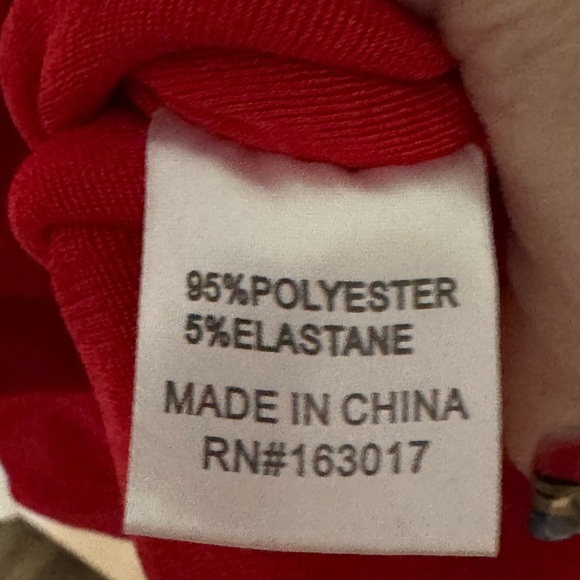 95%POLYESTER
5%ELASTANE
MADE IN CHINA
RN#163017